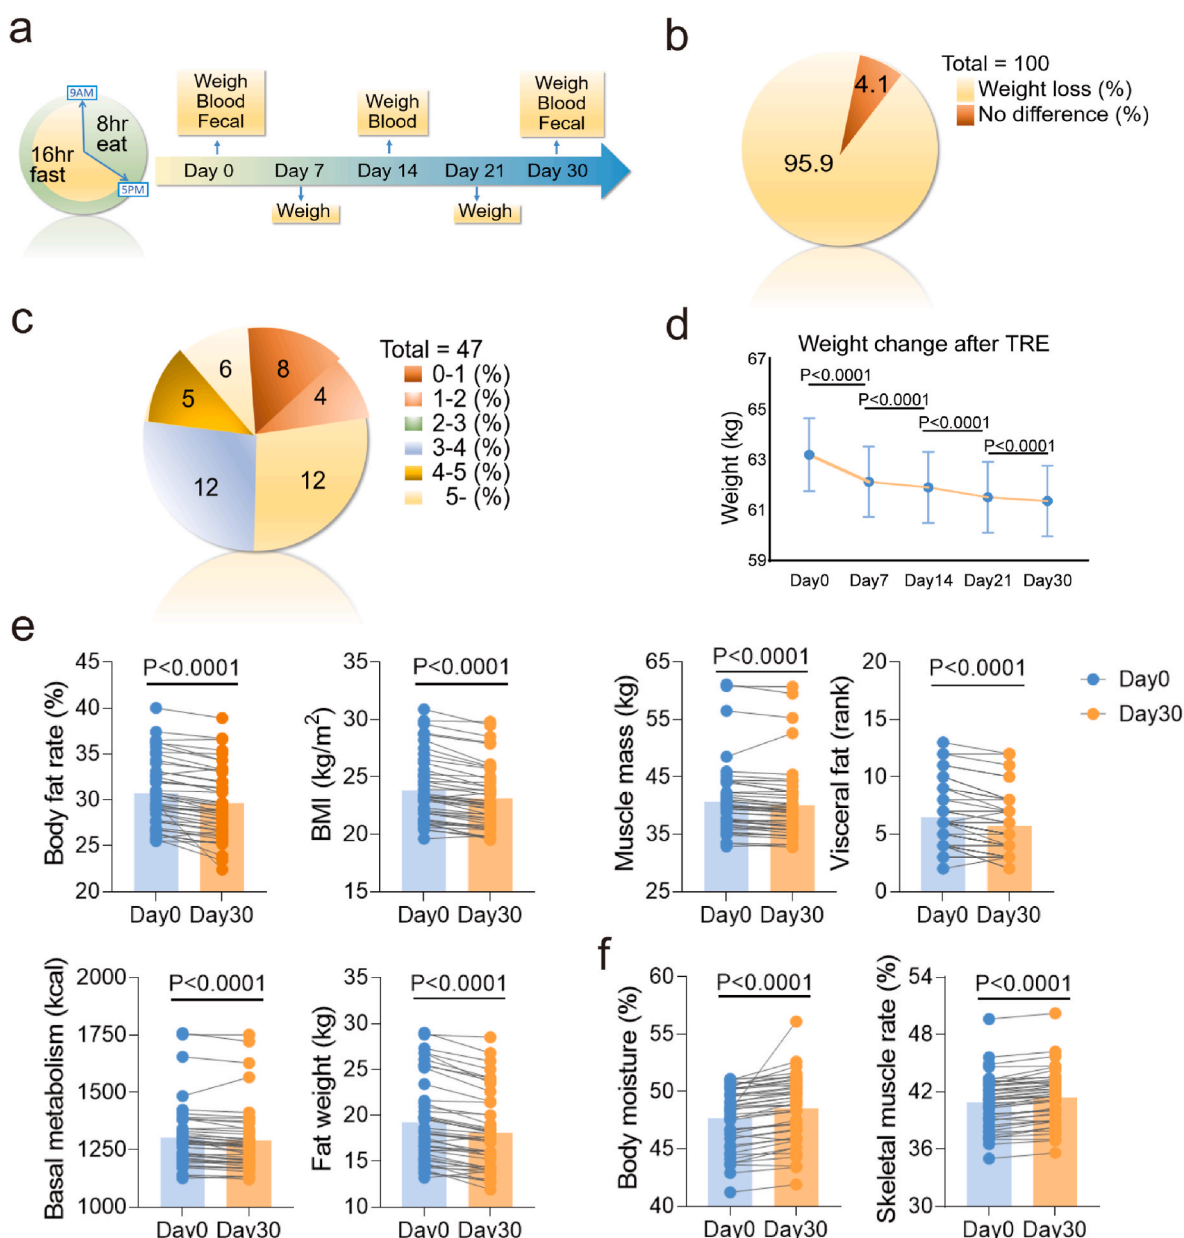 a
9AM
8hr
eat
16hr
fast
5PM
Weigh
Blood
Fecal
Weigh
Blood
Weigh
Blood
Fecal
Day 0
Day 7
Day 14
Day 21
Day 30
Weigh
Weigh
b
4.1
95.9
Total = 100
Weight loss (%)
No difference (%)
c
6
8
5
4
12
12
Total = 47
0-1 (%)
1-2 (%)
2-3 (%)
3-4 (%)
4-5 (%)
5- (%)
d
Weight change after TRE
67
65
63
61
59
Weight (kg)
P<0.0001
P<0.0001
P<0.0001
P<0.0001
Day0
Day7
Day14
Day21
Day30
e
Body fat rate (%)
45
40
35
30
25
20
P<0.0001
Day0 Day30
BMI (kg/m²)
35
30
25
20
15
P<0.0001
Day0 Day30
Muscle mass (kg)
65
55
45
35
25
P<0.0001
Day0 Day30
Visceral fat (rank)
20
15
10
5
0
P<0.0001
Day0 Day30
Day0
Day30
Basal metabolism (kcal)
2000
1750
1500
1250
1000
P<0.0001
Day0 Day30
Fat weight (kg)
35
30
25
20
15
10
P<0.0001
Day0 Day30
f
Body moisture (%)
60
55
50
45
40
P<0.0001
Day0 Day30
Skeletal muscle rate (%)
54
48
42
36
30
P<0.0001
Day0 Day30